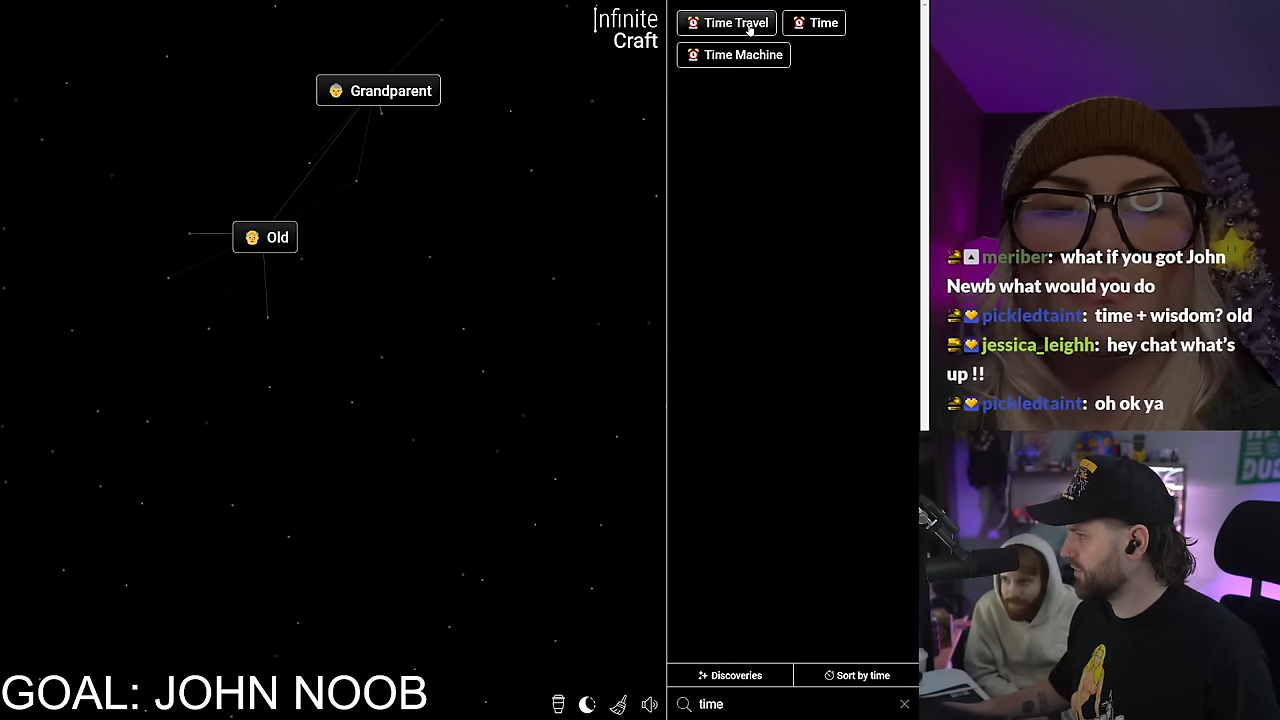 Infinite
Craft
Grandparent
Old
Time Travel
Time
Time Machine
meriber: what if you got John
Newb what would you do
pickledtaint: time + wisdom? old
jessica_leighh: hey chat what's
up !!
pickledtaint: oh ok ya
Discoveries
Sort by time
time
GOAL: JOHN NOOB